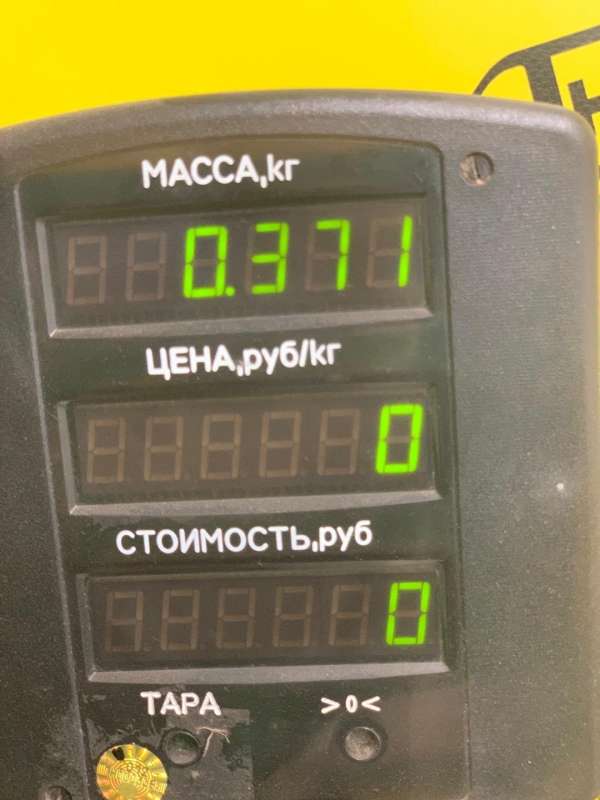 МАССА,кг
0.371
ЦЕНА,руб/кг
0
СТОИМОСТЬ,руб
0
ТАРА >0<